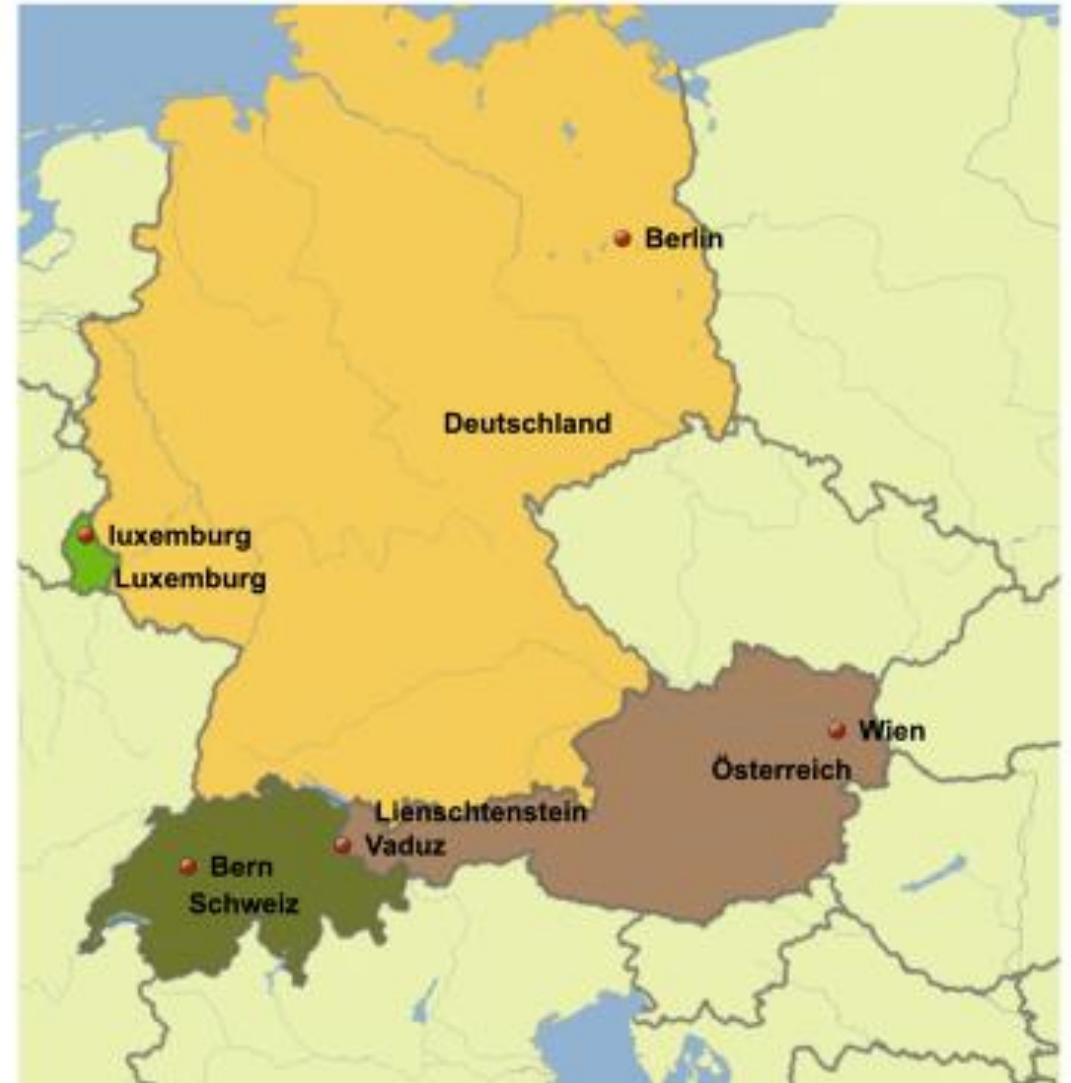 Berlin
Deutschland
luxemburg
Luxemburg
Wien
Österreich
Lienschtenstein
Vaduz
Bern
Schweiz